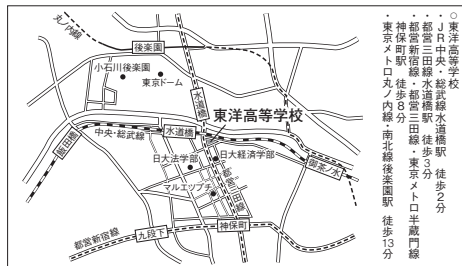 ○東洋高等学校
・JR中央・総武線水道橋駅 徒歩2分
・都営三田線水道橋駅 徒歩3分
・都営新宿線・都営三田線・東京メトロ半蔵門線
神保町駅 徒歩8分
・東京メトロ丸ノ内線・南北線後楽園駅 徒歩13分
丸ノ内線
後楽園
小石川後楽園
東京ドーム
水道橋
東洋高等学校
中央・総武線
水道橋
飯田橋
御茶ノ水
日大法学部
日大経済学部
マルエツプチ
都営三田線
都営新宿線
九段下
神保町